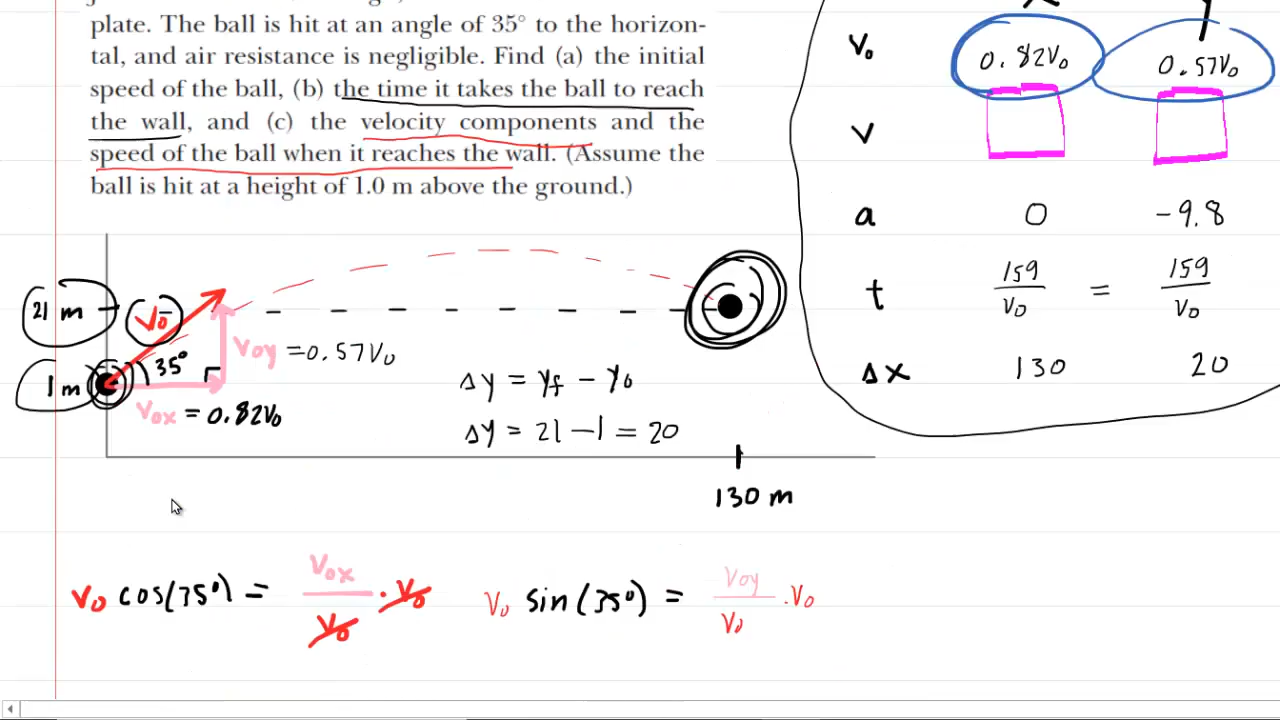 plate. The ball is hit at an angle of 35° to the horizon-
tal, and air resistance is negligible. Find (a) the initial
speed of the ball, (b) the time it takes the ball to reach
the wall, and (c) the velocity components and the
speed of the ball when it reaches the wall. (Assume the
ball is hit at a height of 1.0 m above the ground.)
V₀ 0.82V₀ 0.57V₀
V
a 0 -9.8
t 159/V₀ = 159/V₀
Δx 130 20
21 m
V₀
35°
V₀y = 0.57V₀
1 m
V₀x = 0.82V₀
Δy = yf - y₀
Δy = 21 - 1 = 20
130 m
V₀ cos(35°) = V₀x/V₀ · V₀
V₀ sin(35°) = V₀y/V₀ . V₀